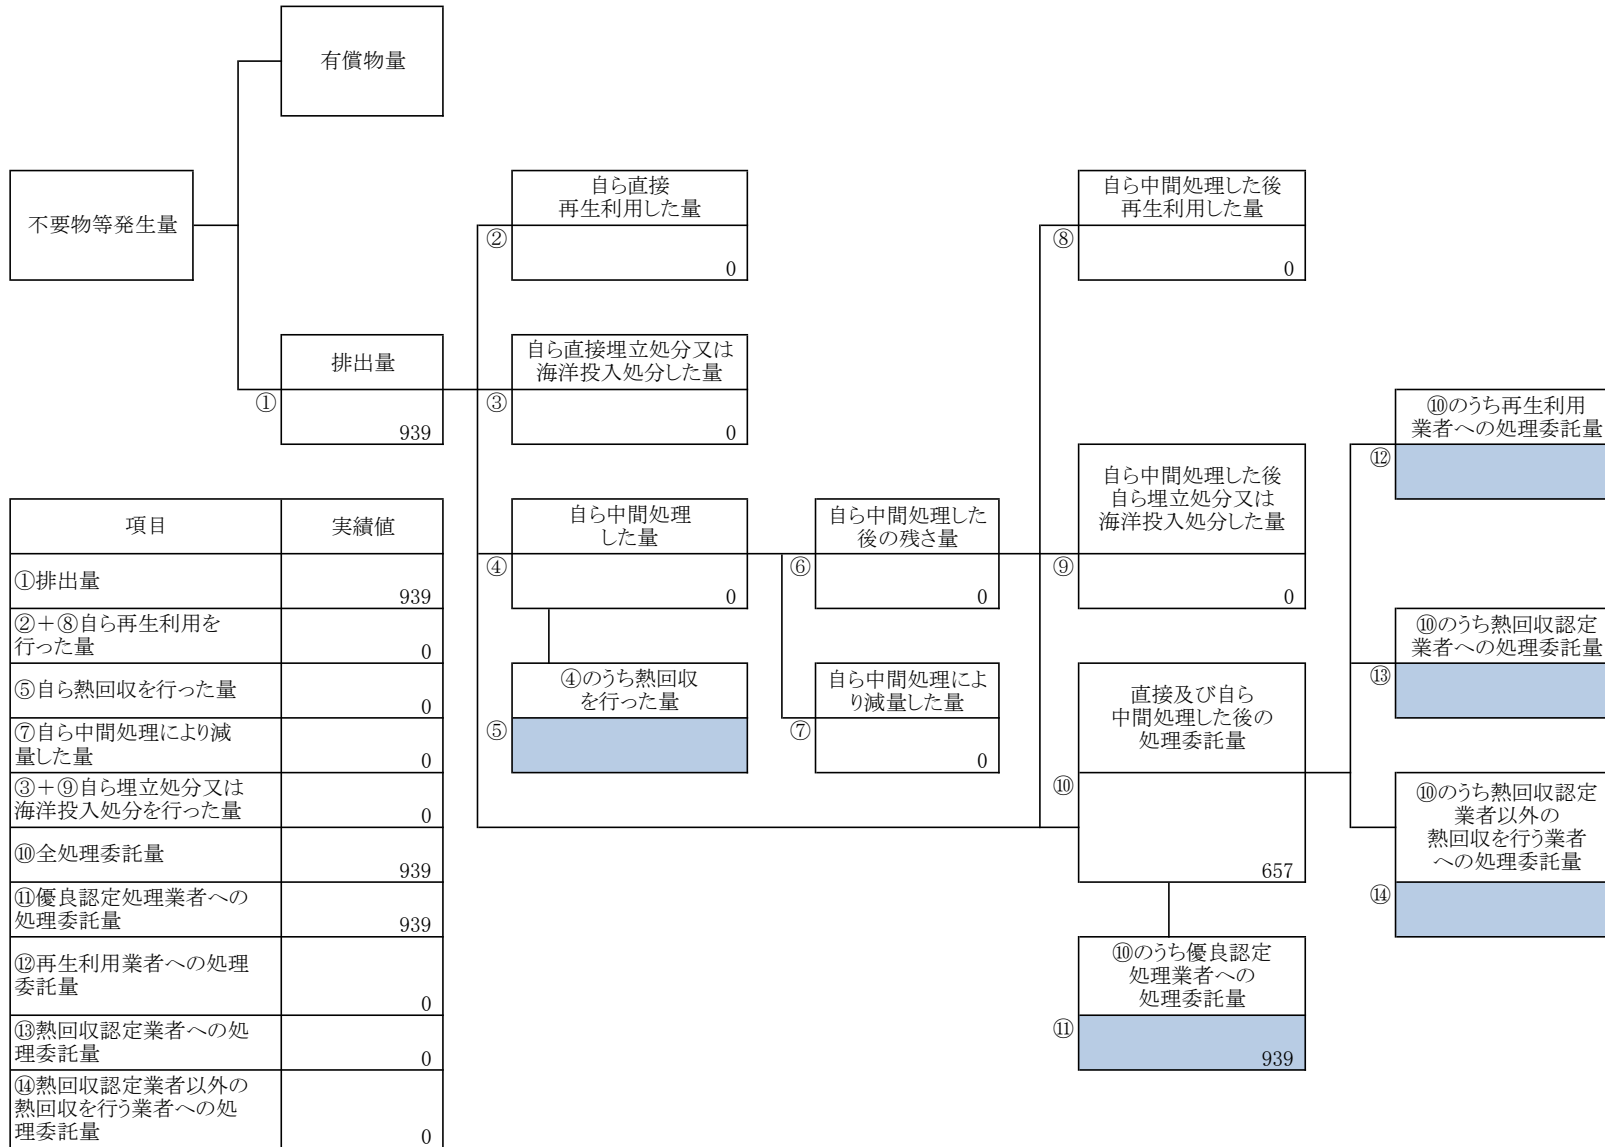 有償物量
不要物等発生量
自ら直接
再生利用した量
②
0
自ら中間処理した後
再生利用した量
⑧
0
排出量
①
939
自ら直接埋立処分又は
海洋投入処分した量
③
0
⑩のうち再生利用
業者への処理委託量
⑫
自ら中間処理
した量
④
0
自ら中間処理した
後の残さ量
⑥
0
自ら中間処理した後
自ら埋立処分又は
海洋投入処分した量
⑨
0
⑩のうち熱回収認定
業者への処理委託量
⑬
④のうち熱回収
を行った量
⑤
自ら中間処理によ
り減量した量
⑦
0
直接及び自ら
中間処理した後の
処理委託量
⑩
657
⑩のうち熱回収認定
業者以外の
熱回収を行う業者
への処理委託量
⑭
⑩のうち優良認定
処理業者への
処理委託量
⑪
939
項目
実績値
①排出量
939
②＋⑧自ら再生利用を
行った量
0
⑤自ら熱回収を行った量
0
⑦自ら中間処理により減
量した量
0
③＋⑨自ら埋立処分又は
海洋投入処分を行った量
0
⑩全処理委託量
939
⑪優良認定処理業者への
処理委託量
939
⑫再生利用業者への処理
委託量
0
⑬熱回収認定業者への処
理委託量
0
⑭熱回収認定業者以外の
熱回収を行う業者への処
理委託量
0